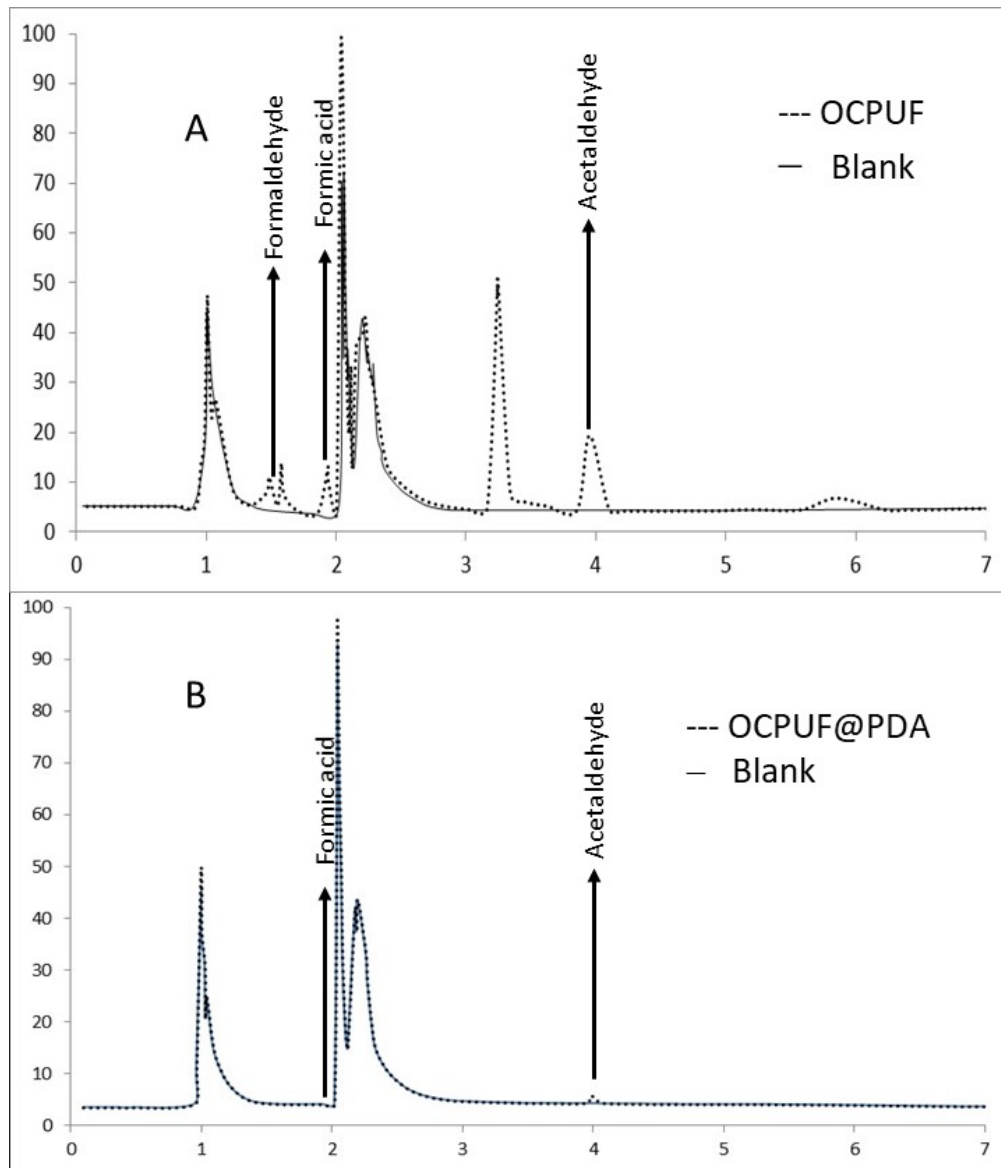 100
90
80
70
60
50
40
30
20
10
0
A
Formaldehyde
Formic acid
Acetaldehyde
--- OCPUF
— Blank
0 1 2 3 4 5 6 7
100
90
80
70
60
50
40
30
20
10
0
B
Formic acid
Acetaldehyde
--- OCPUF@PDA
— Blank
0 1 2 3 4 5 6 7